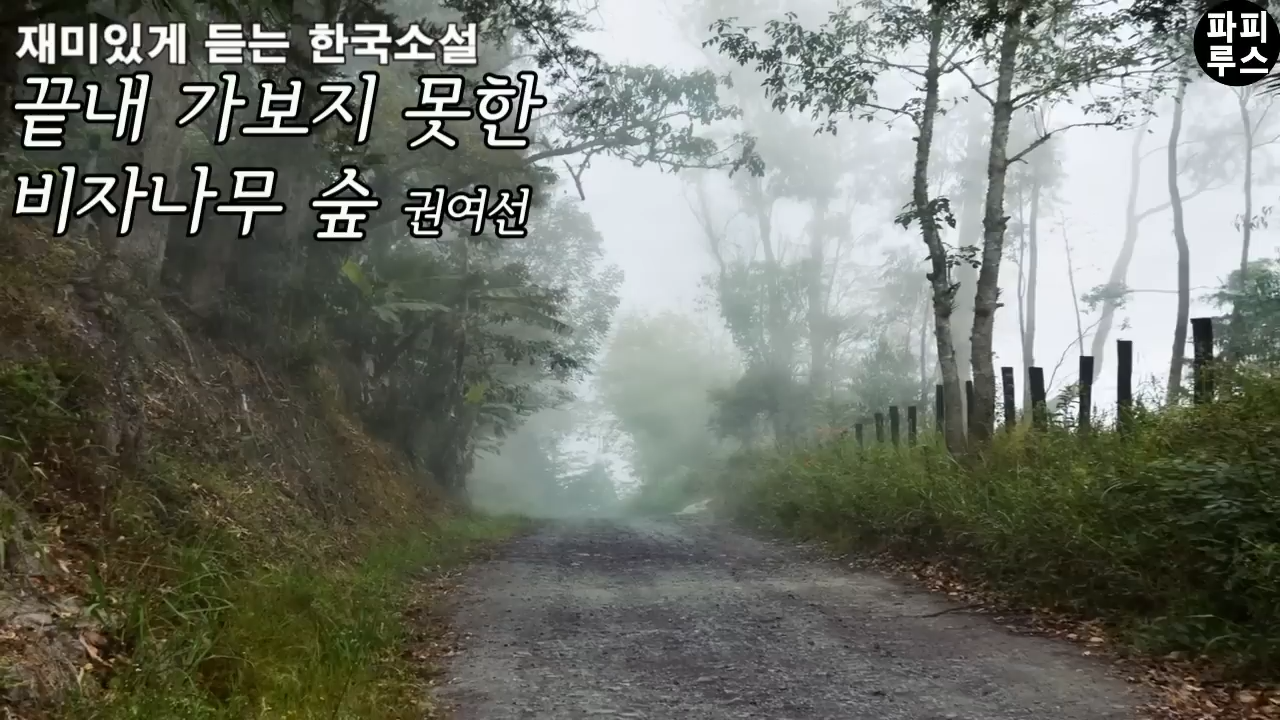 재미있게 듣는 한국소설
끝내 가보지 못한
비자나무 숲 권여선
파피
루스